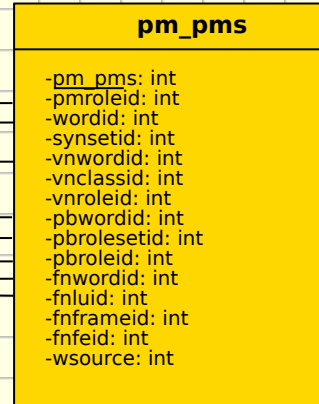 pm_pms
-pm_pms: int
-pmroleid: int
-wordid: int
-synsetid: int
-vnwordid: int
-vnclassid: int
-vnroleid: int
-pbwordid: int
-pbrolesetid: int
-pbroleid: int
-fnwordid: int
-fnluid: int
-fnframeid: int
-fnfeid: int
-wsource: int